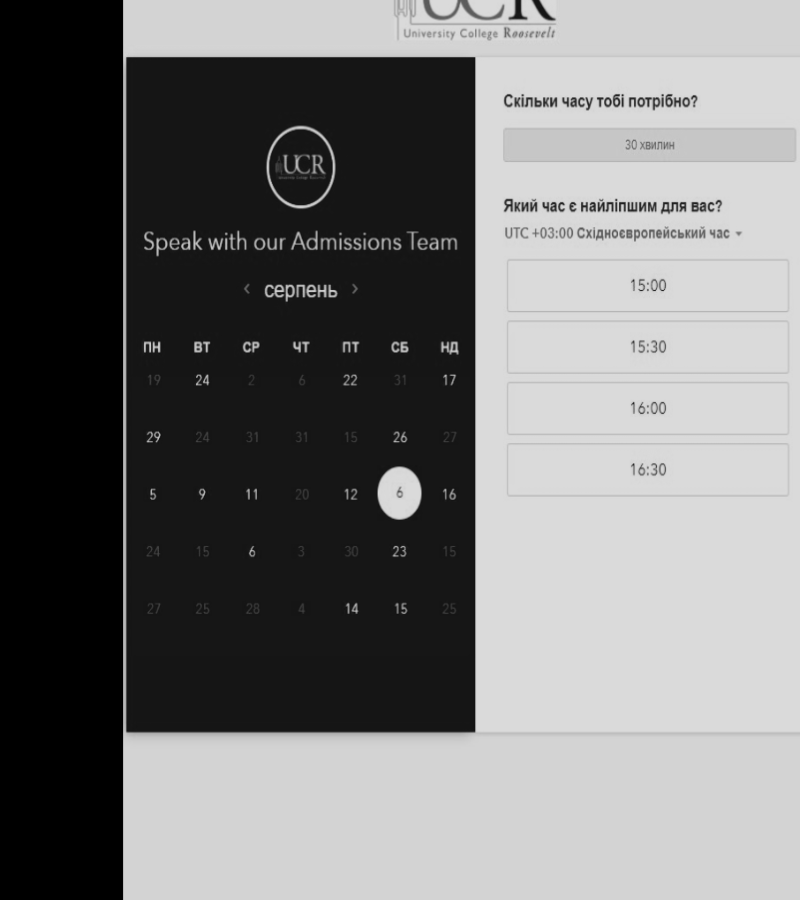 UCR
University College Roosevelt
UCR
Speak with our Admissions Team
‹ серпень ›
ПН ВТ СР ЧТ ПТ СБ НД
19 24 2 6 22 31 17
29 24 31 31 15 26 27
5 9 11 20 12 6 16
24 15 6 3 30 23 15
27 25 28 4 14 15 25
Скільки часу тобі потрібно?
30 хвилин
Який час є найліпшим для вас?
UTC +03:00 Східноєвропейський час
15:00
15:30
16:00
16:30